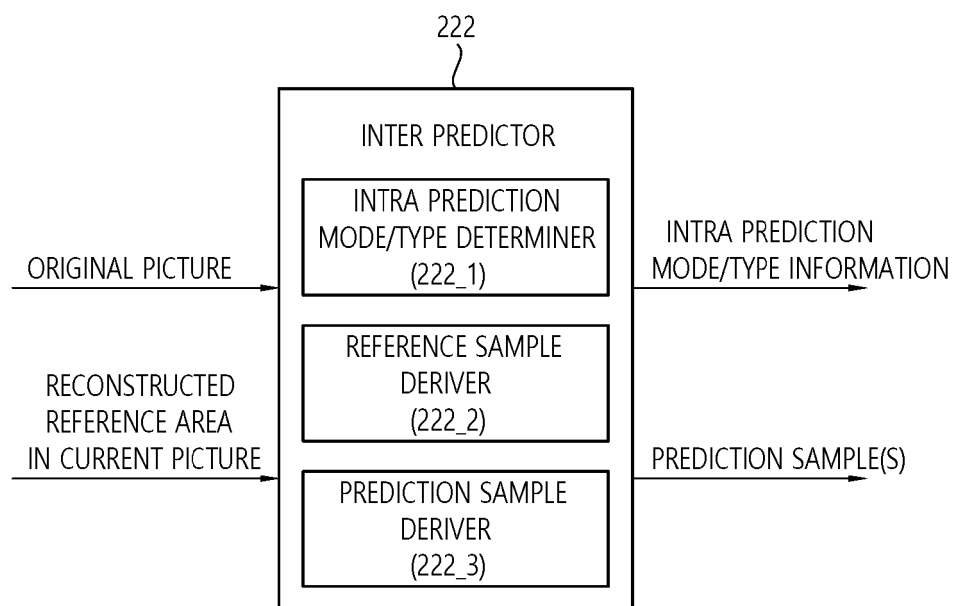 222
INTER PREDICTOR
INTRA PREDICTION
MODE/TYPE DETERMINER
(222_1)
ORIGINAL PICTURE
INTRA PREDICTION
MODE/TYPE INFORMATION
REFERENCE SAMPLE
DERIVER
(222_2)
RECONSTRUCTED
REFERENCE AREA
IN CURRENT PICTURE
PREDICTION SAMPLE(S)
PREDICTION SAMPLE
DERIVER
(222_3)